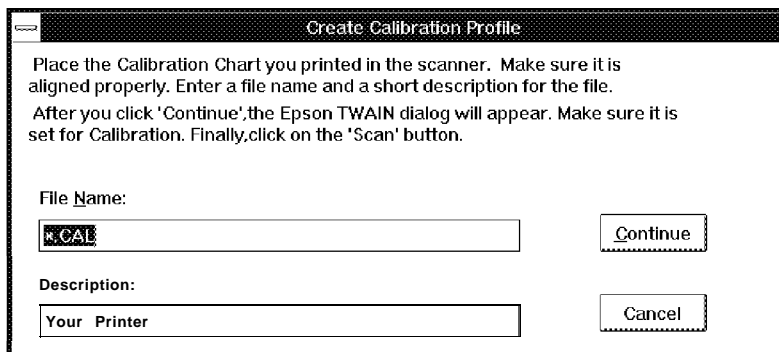 Create Calibration Profile
Place the Calibration Chart you printed in the scanner. Make sure it is
aligned properly. Enter a file name and a short description for the file.
After you click 'Continue',the Epson TWAIN dialog will appear. Make sure it is
set for Calibration. Finally,click on the 'Scan' button.
File Name:
*.CAL
Continue
Description:
Your Printer
Cancel